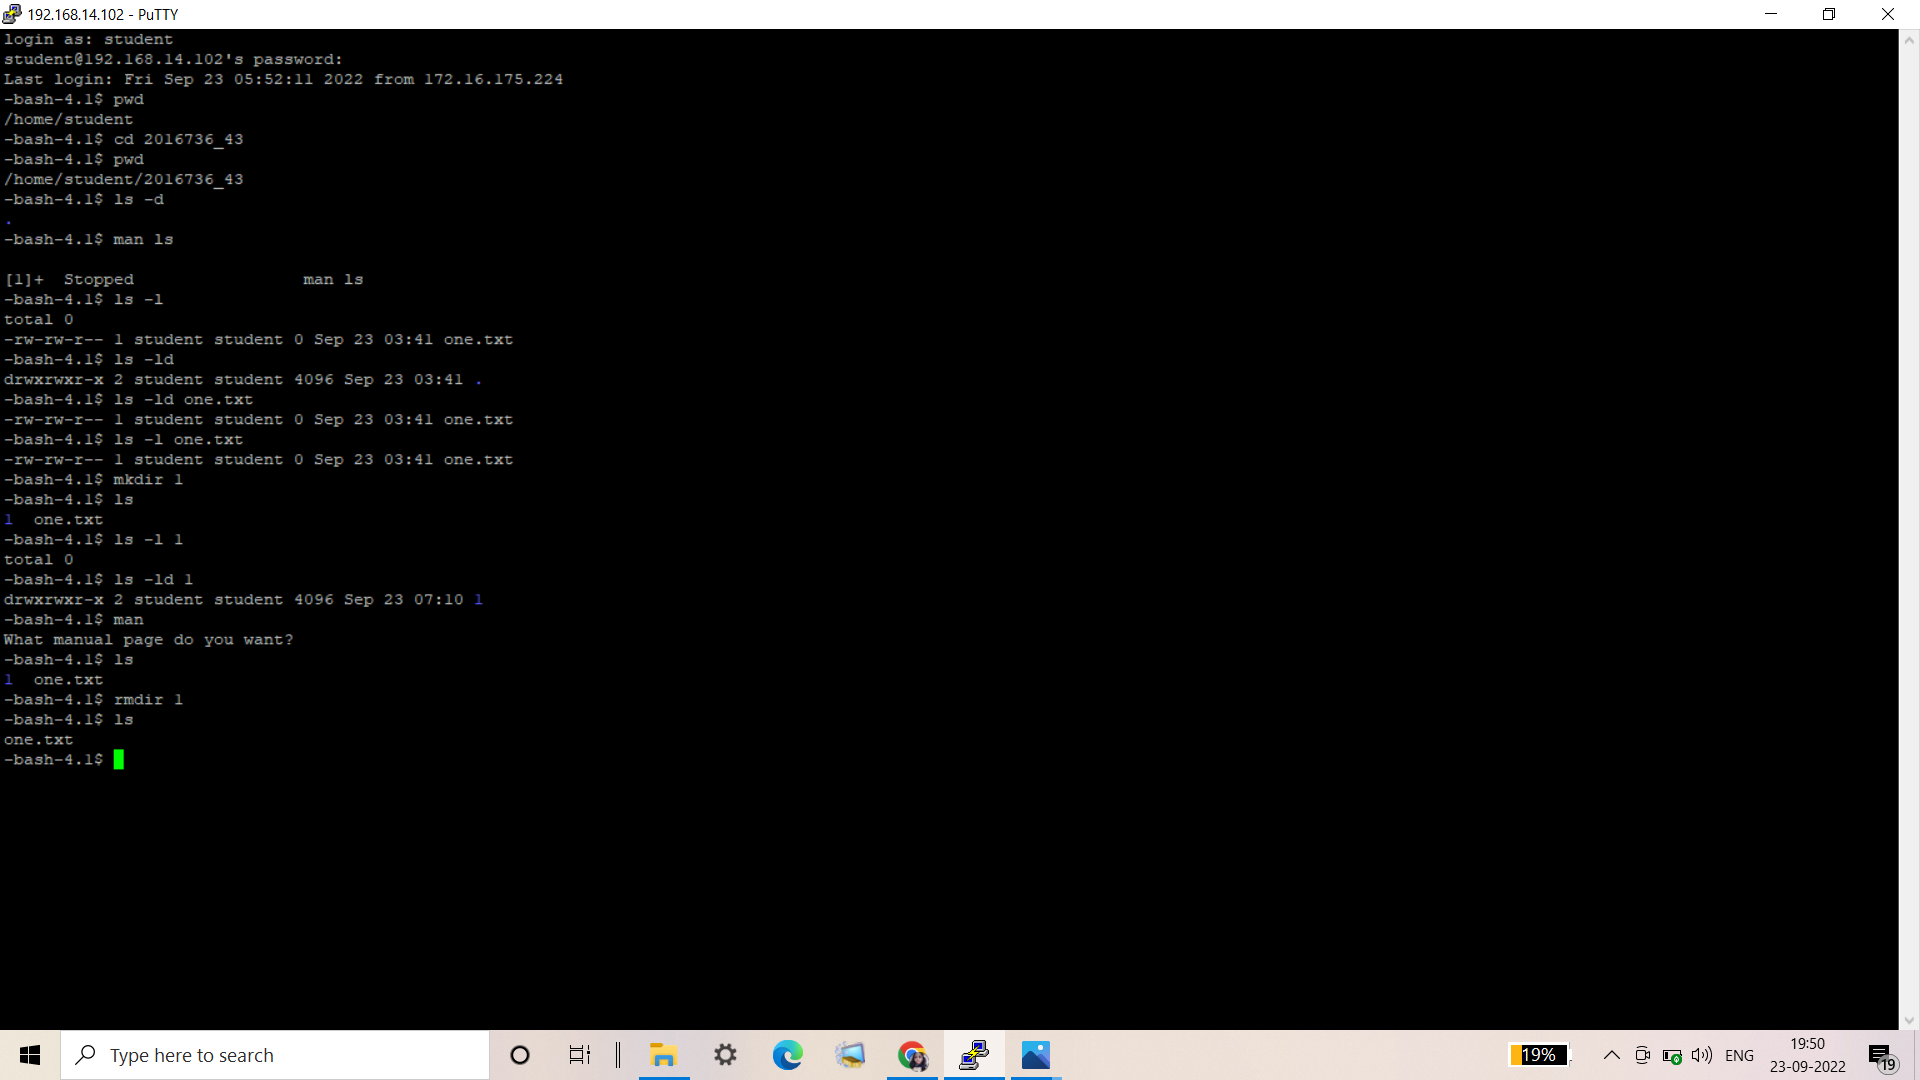 192.168.14.102 - PuTTY
login as: student
student@192.168.14.102's password:
Last login: Fri Sep 23 05:52:11 2022 from 172.16.175.224
-bash-4.1$ pwd
/home/student
-bash-4.1$ cd 2016736_43
-bash-4.1$ pwd
/home/student/2016736_43
-bash-4.1$ ls -d
.
-bash-4.1$ man ls
[1]+  Stopped                 man ls
-bash-4.1$ ls -l
total 0
-rw-rw-r-- 1 student student 0 Sep 23 03:41 one.txt
-bash-4.1$ ls -ld
drwxrwxr-x 2 student student 4096 Sep 23 03:41 .
-bash-4.1$ ls -ld one.txt
-rw-rw-r-- 1 student student 0 Sep 23 03:41 one.txt
-bash-4.1$ ls -l one.txt
-rw-rw-r-- 1 student student 0 Sep 23 03:41 one.txt
-bash-4.1$ mkdir 1
-bash-4.1$ ls
1  one.txt
-bash-4.1$ ls -l 1
total 0
-bash-4.1$ ls -ld 1
drwxrwxr-x 2 student student 4096 Sep 23 07:10 1
-bash-4.1$ man
What manual page do you want?
-bash-4.1$ ls
1  one.txt
-bash-4.1$ rmdir 1
-bash-4.1$ ls
one.txt
-bash-4.1$
Type here to search
19%
ENG
19:50
23-09-2022
19